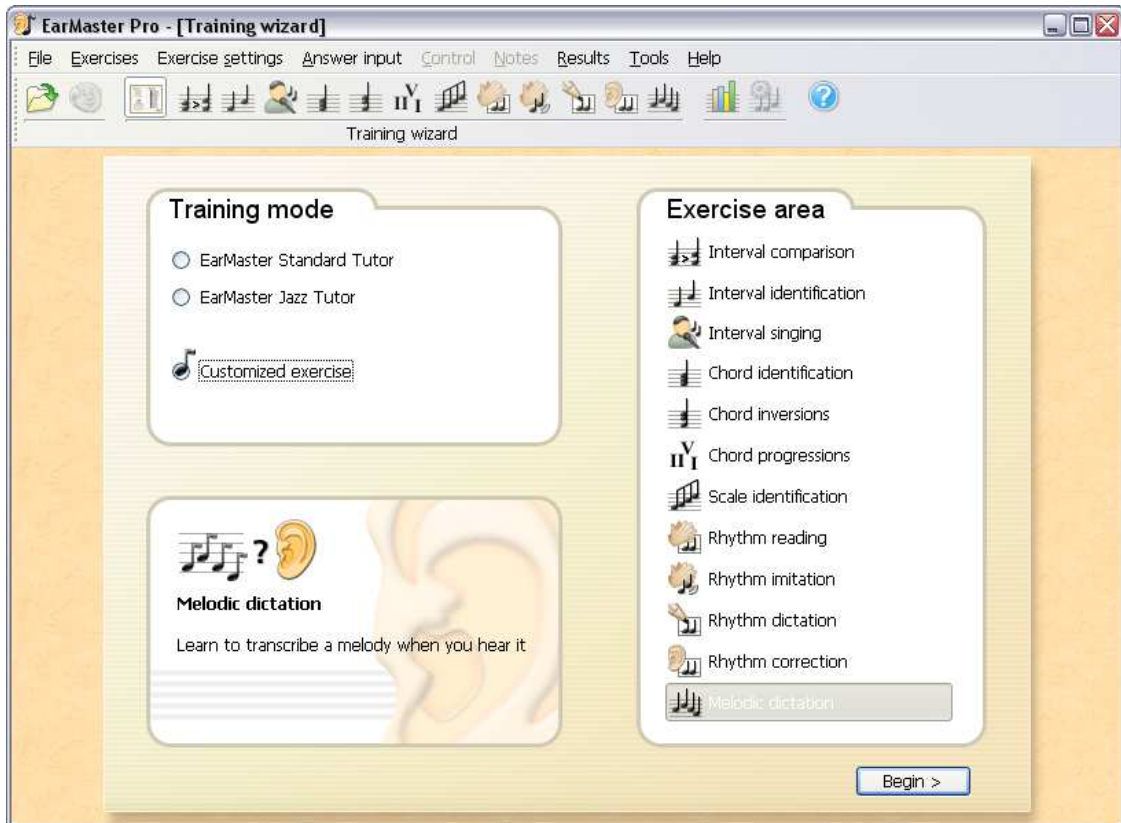 EarMaster Pro - [Training wizard]
File Exercises Exercise settings Answer input Control Notes Results Tools Help
Training wizard
Training mode
EarMaster Standard Tutor
EarMaster Jazz Tutor
Customized exercise
? 
Melodic dictation
Learn to transcribe a melody when you hear it
Exercise area
Interval comparison
Interval identification
Interval singing
Chord identification
Chord inversions
II V I Chord progressions
Scale identification
Rhythm reading
Rhythm imitation
Rhythm dictation
Rhythm correction
Melodic dictation
Begin >